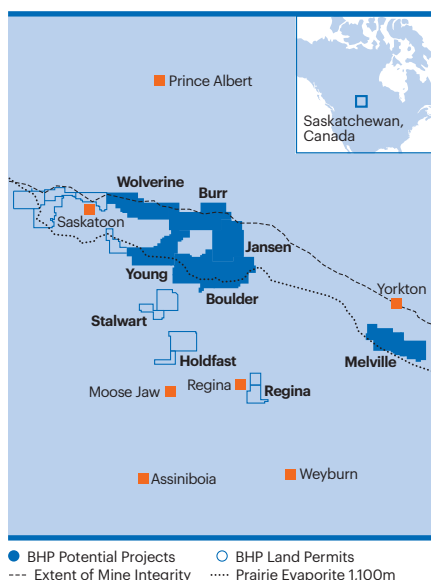 Prince Albert
Saskatchewan,
Canada
Wolverine
Burr
Saskatoon
Jansen
Young
Boulder
Yorkton
Stalwart
Holdfast
Melville
Moose Jaw
Regina
Regina
Assiniboia
Weyburn
BHP Potential Projects
BHP Land Permits
Extent of Mine Integrity
Prairie Evaporite 1,100m